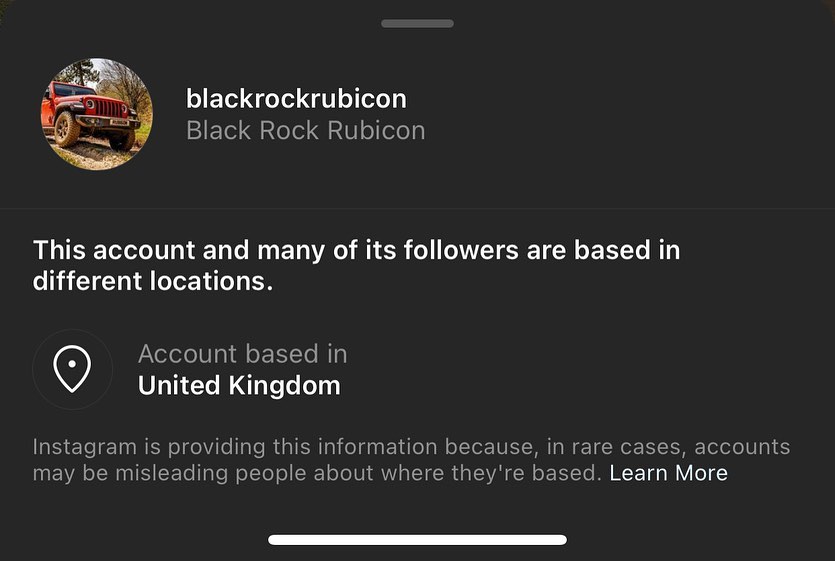 blackrockrubicon
Black Rock Rubicon
This account and many of its followers are based in
different locations.
Account based in
United Kingdom
Instagram is providing this information because, in rare cases, accounts
may be misleading people about where they're based. Learn More